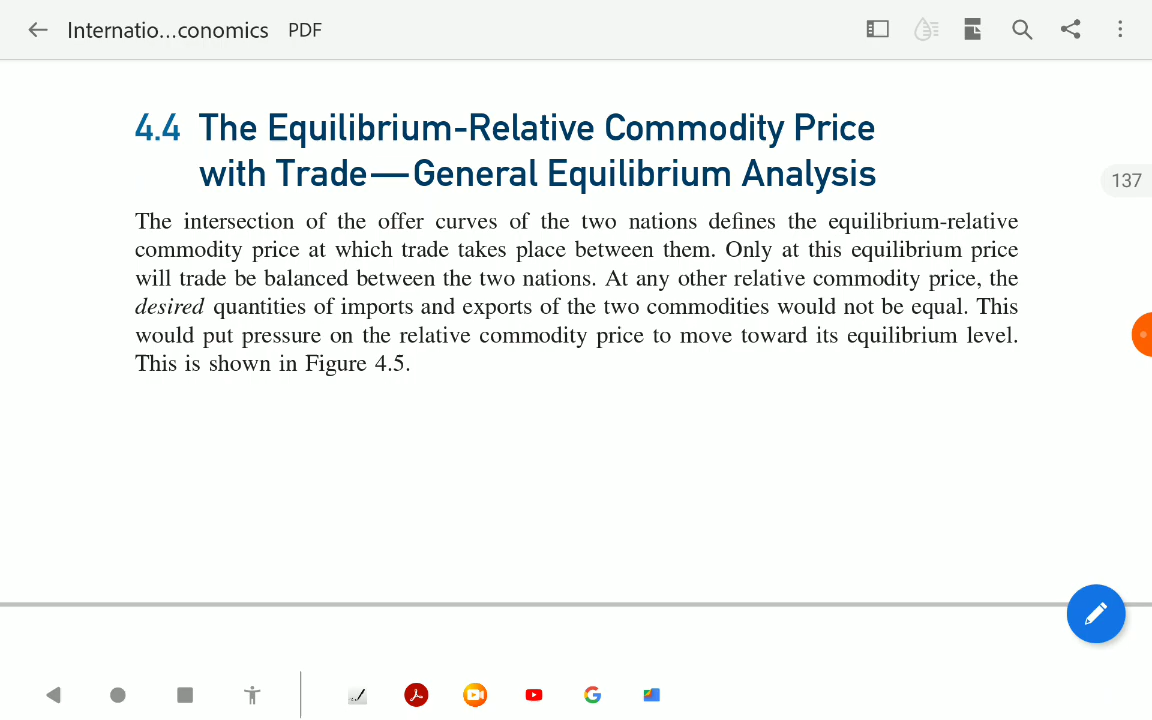 Internatio...conomics PDF
4.4 The Equilibrium-Relative Commodity Price
with Trade—General Equilibrium Analysis
137
The intersection of the offer curves of the two nations defines the equilibrium-relative
commodity price at which trade takes place between them. Only at this equilibrium price
will trade be balanced between the two nations. At any other relative commodity price, the
desired quantities of imports and exports of the two commodities would not be equal. This
would put pressure on the relative commodity price to move toward its equilibrium level.
This is shown in Figure 4.5.